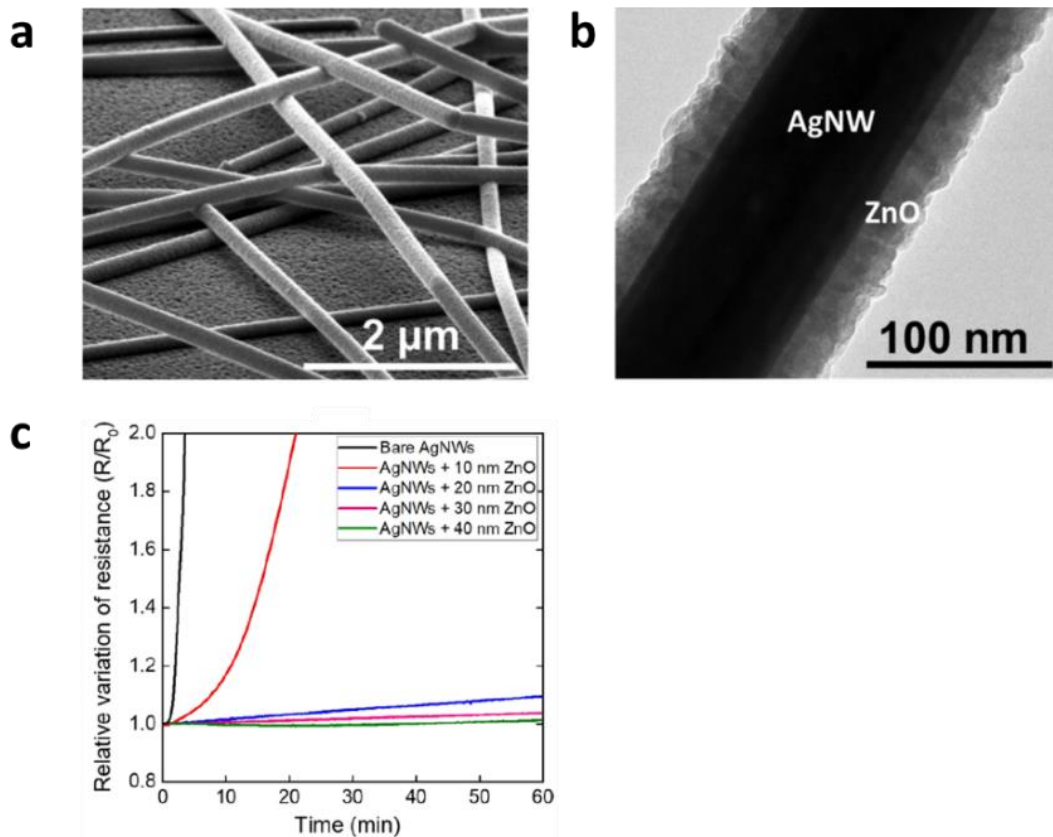 a
2 µm
b
AgNW
ZnO
100 nm
c
Relative variation of resistance (R/R₀)
2.0
1.8
1.6
1.4
1.2
1.0
0.8
Bare AgNWs
AgNWs + 10 nm ZnO
AgNWs + 20 nm ZnO
AgNWs + 30 nm ZnO
AgNWs + 40 nm ZnO
0 10 20 30 40 50 60
Time (min)